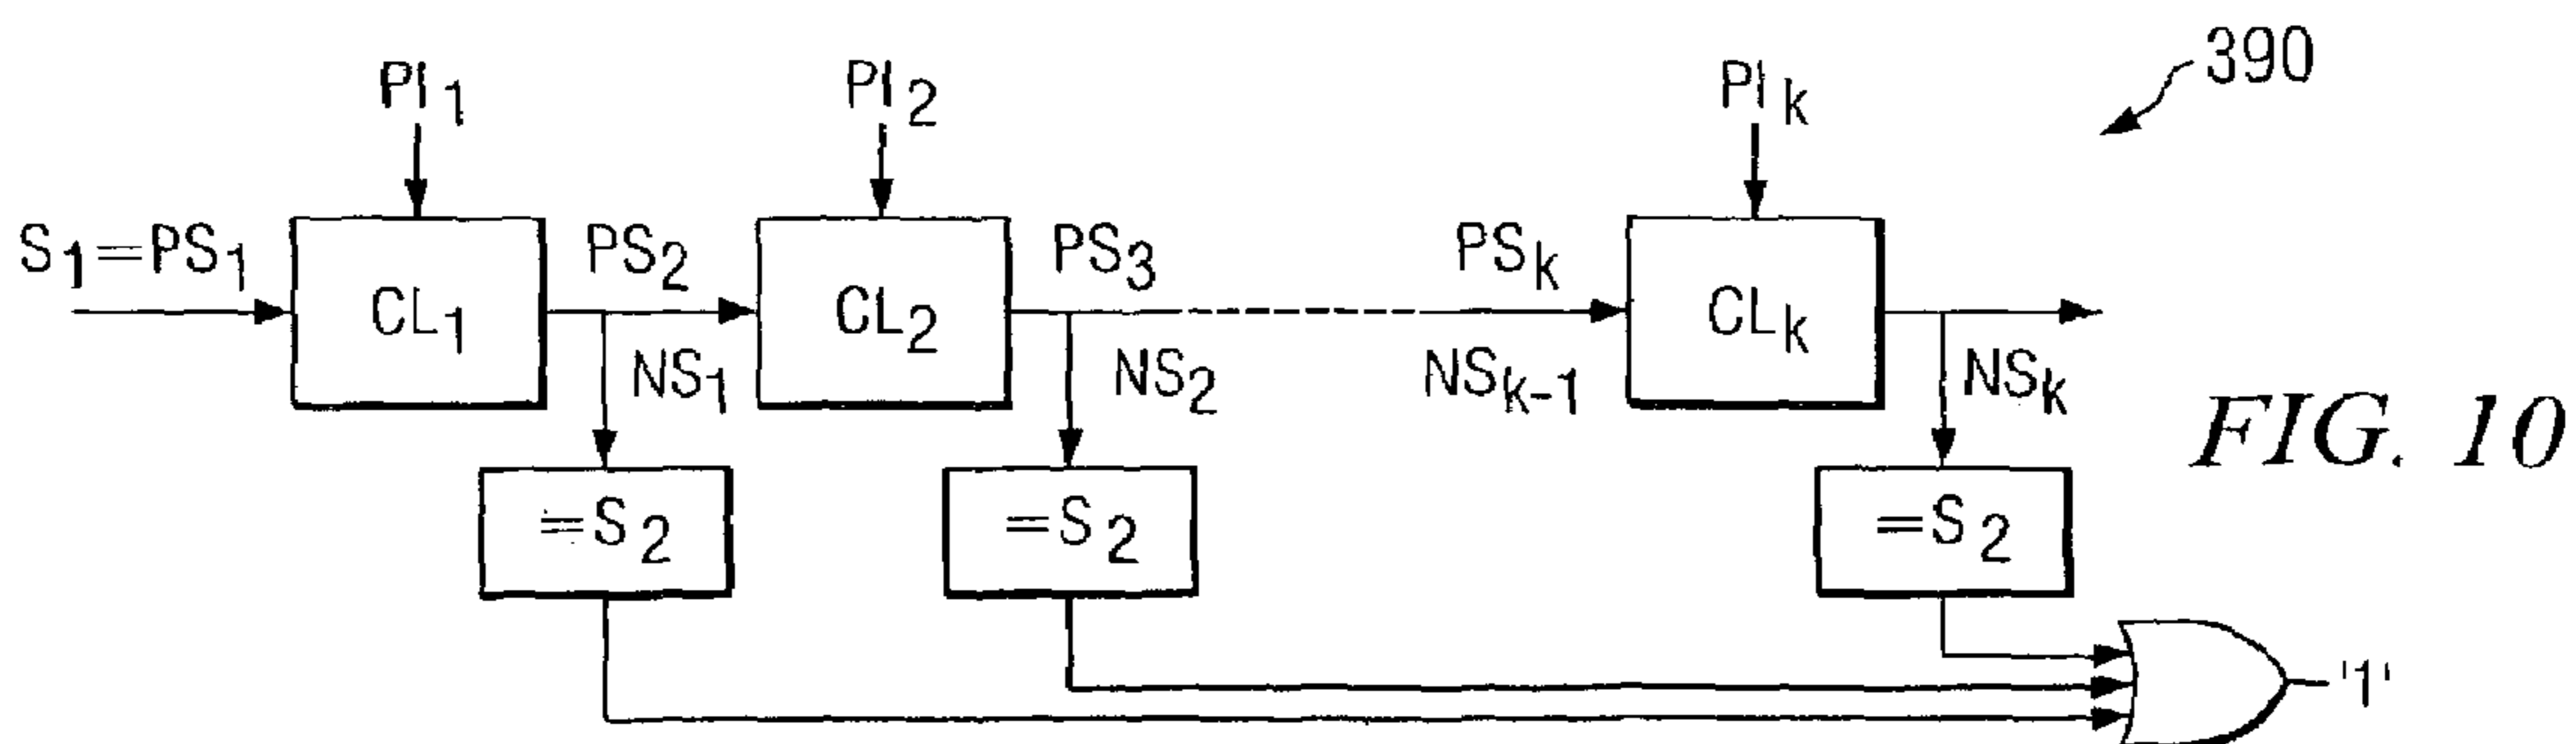 390
PI1
PI2
PIk
S1=PS1
CL1
PS2
NS1
CL2
PS3
NS2
PSk
NSk-1
CLk
NSk
=S2
=S2
=S2
'1'
FIG. 10